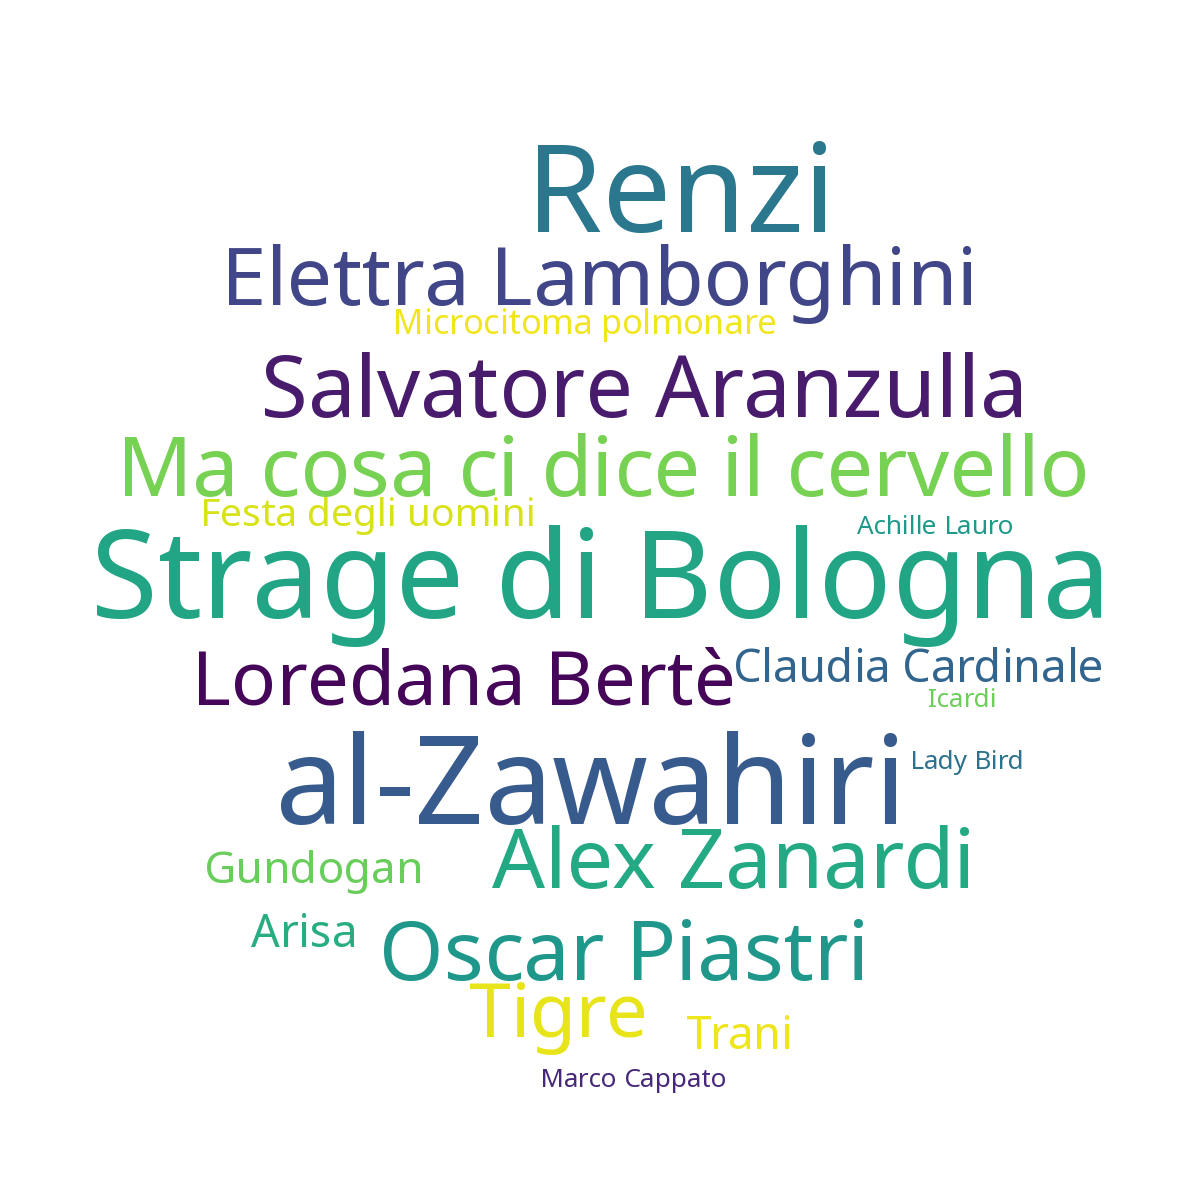 Renzi
Elettra Lamborghini
Microcitoma polmonare
Salvatore Aranzulla
Ma cosa ci dice il cervello
Festa degli uomini
Achille Lauro
Strage di Bologna
Loredana Bertè
Claudia Cardinale
Icardi
al-Zawahiri
Lady Bird
Gundogan
Alex Zanardi
Arisa
Oscar Piastri
Tigre
Trani
Marco Cappato